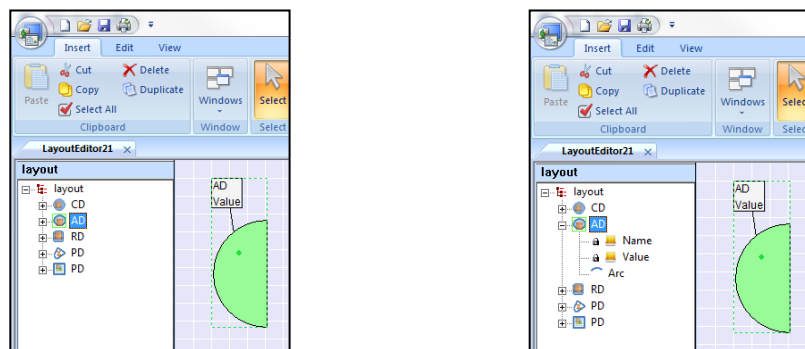 Insert Edit View
Cut Delete
Copy Duplicate
Paste Windows Select
Select All
Clipboard Window Select
LayoutEditor21
layout
layout
CD
AD
RD
PD
PD
AD
Value
Insert Edit View
Cut Delete
Copy Duplicate
Paste Windows
Select All
Clipboard Window
LayoutEditor21
layout
layout
CD
AD
Name
Value
Arc
RD
PD
PD
AD
Value